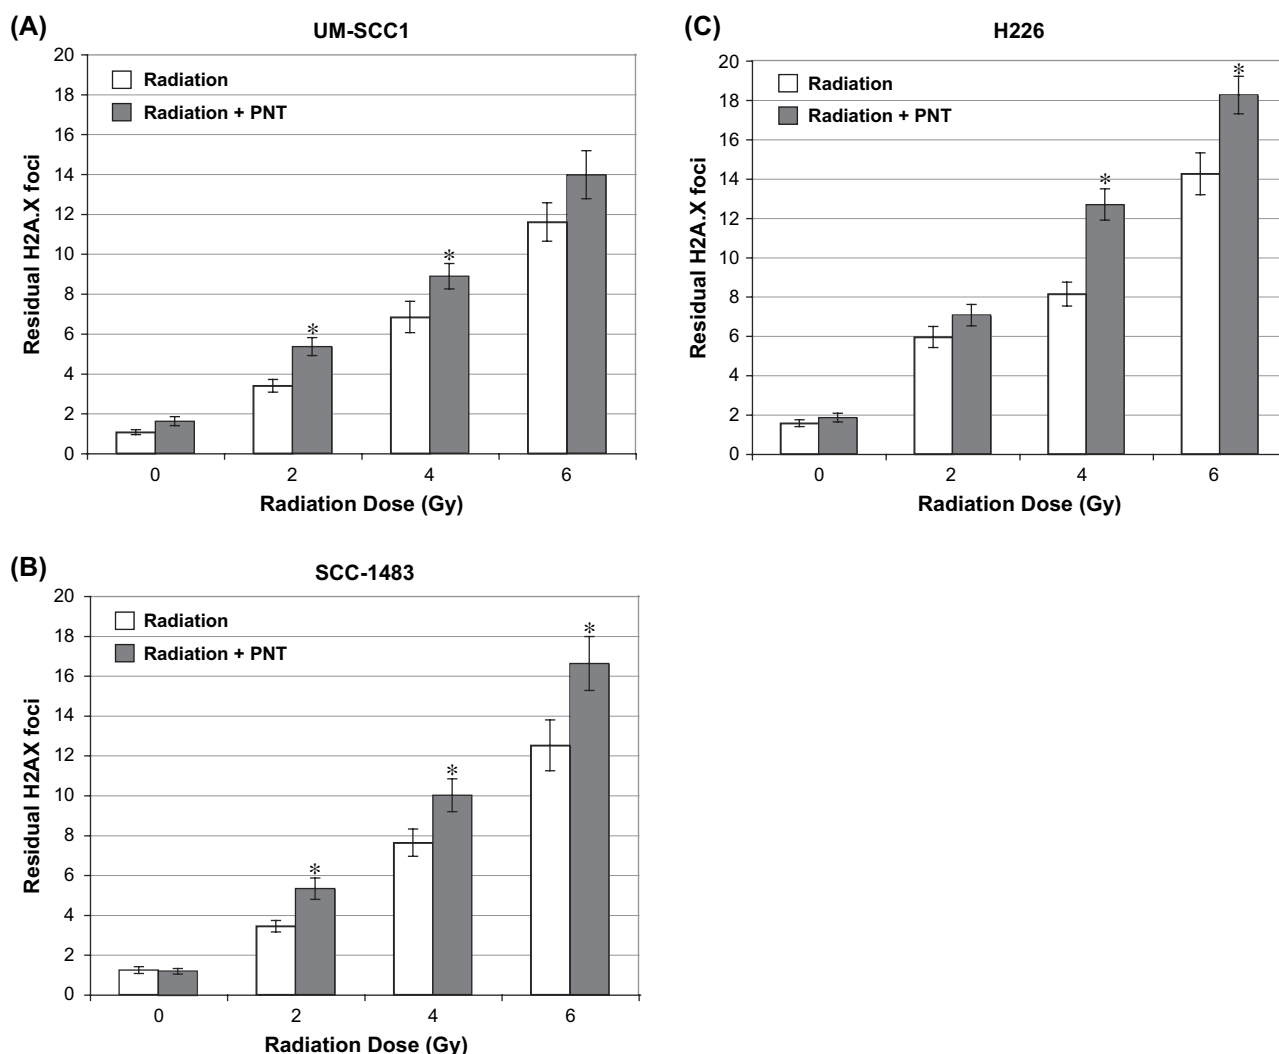 (A)
UM-SCC1
Residual H2A.X foci
20
18
16
14
12
10
8
6
4
2
0
Radiation
Radiation + PNT
*
*
0 2 4 6
Radiation Dose (Gy)
(C)
H226
Residual H2A.X foci
20
18
16
14
12
10
8
6
4
2
0
Radiation
Radiation + PNT
*
*
0 2 4 6
Radiation Dose (Gy)
(B)
SCC-1483
Residual H2AX foci
20
18
16
14
12
10
8
6
4
2
0
Radiation
Radiation + PNT
*
*
*
0 2 4 6
Radiation Dose (Gy)